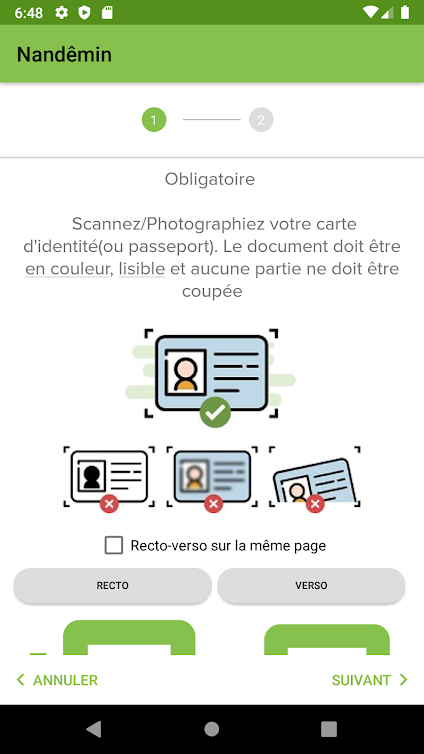 6:48
Nandêmin
1
2
Obligatoire
Scannez/Photographiez votre carte
d'identité(ou passeport). Le document doit être
en couleur, lisible et aucune partie ne doit être
coupée
Recto-verso sur la même page
RECTO
VERSO
ANNULER
SUIVANT